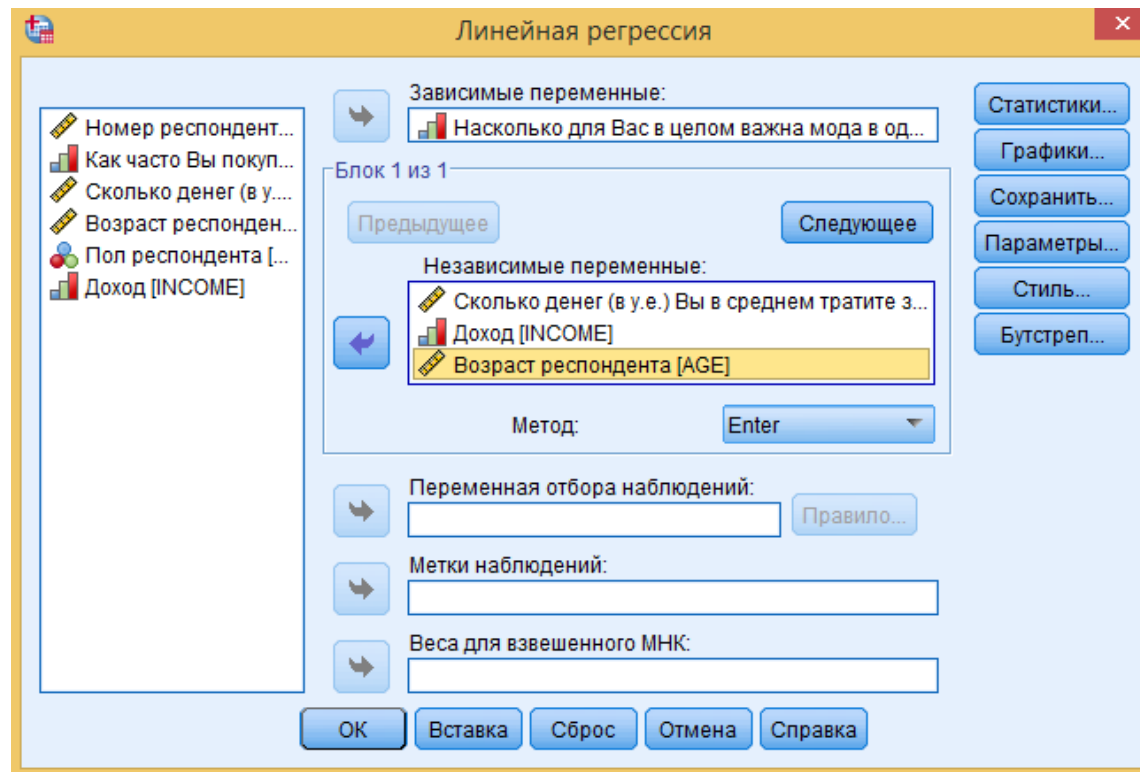 Линейная регрессия
Номер респондент...
Как часто Вы покуп...
Сколько денег (в у....
Возраст респонден...
Пол респондента [...
Доход [INCOME]
Зависимые переменные:
Насколько для Вас в целом важна мода в од...
Блок 1 из 1
Предыдущее
Следующее
Независимые переменные:
Сколько денег (в у.е.) Вы в среднем тратите з...
Доход [INCOME]
Возраст респондента [AGE]
Метод:
Enter
Переменная отбора наблюдений:
Правило...
Метки наблюдений:
Веса для взвешенного МНК:
Статистики...
Графики...
Сохранить...
Параметры...
Стиль...
Бутстреп...
ОК
Вставка
Сброс
Отмена
Справка